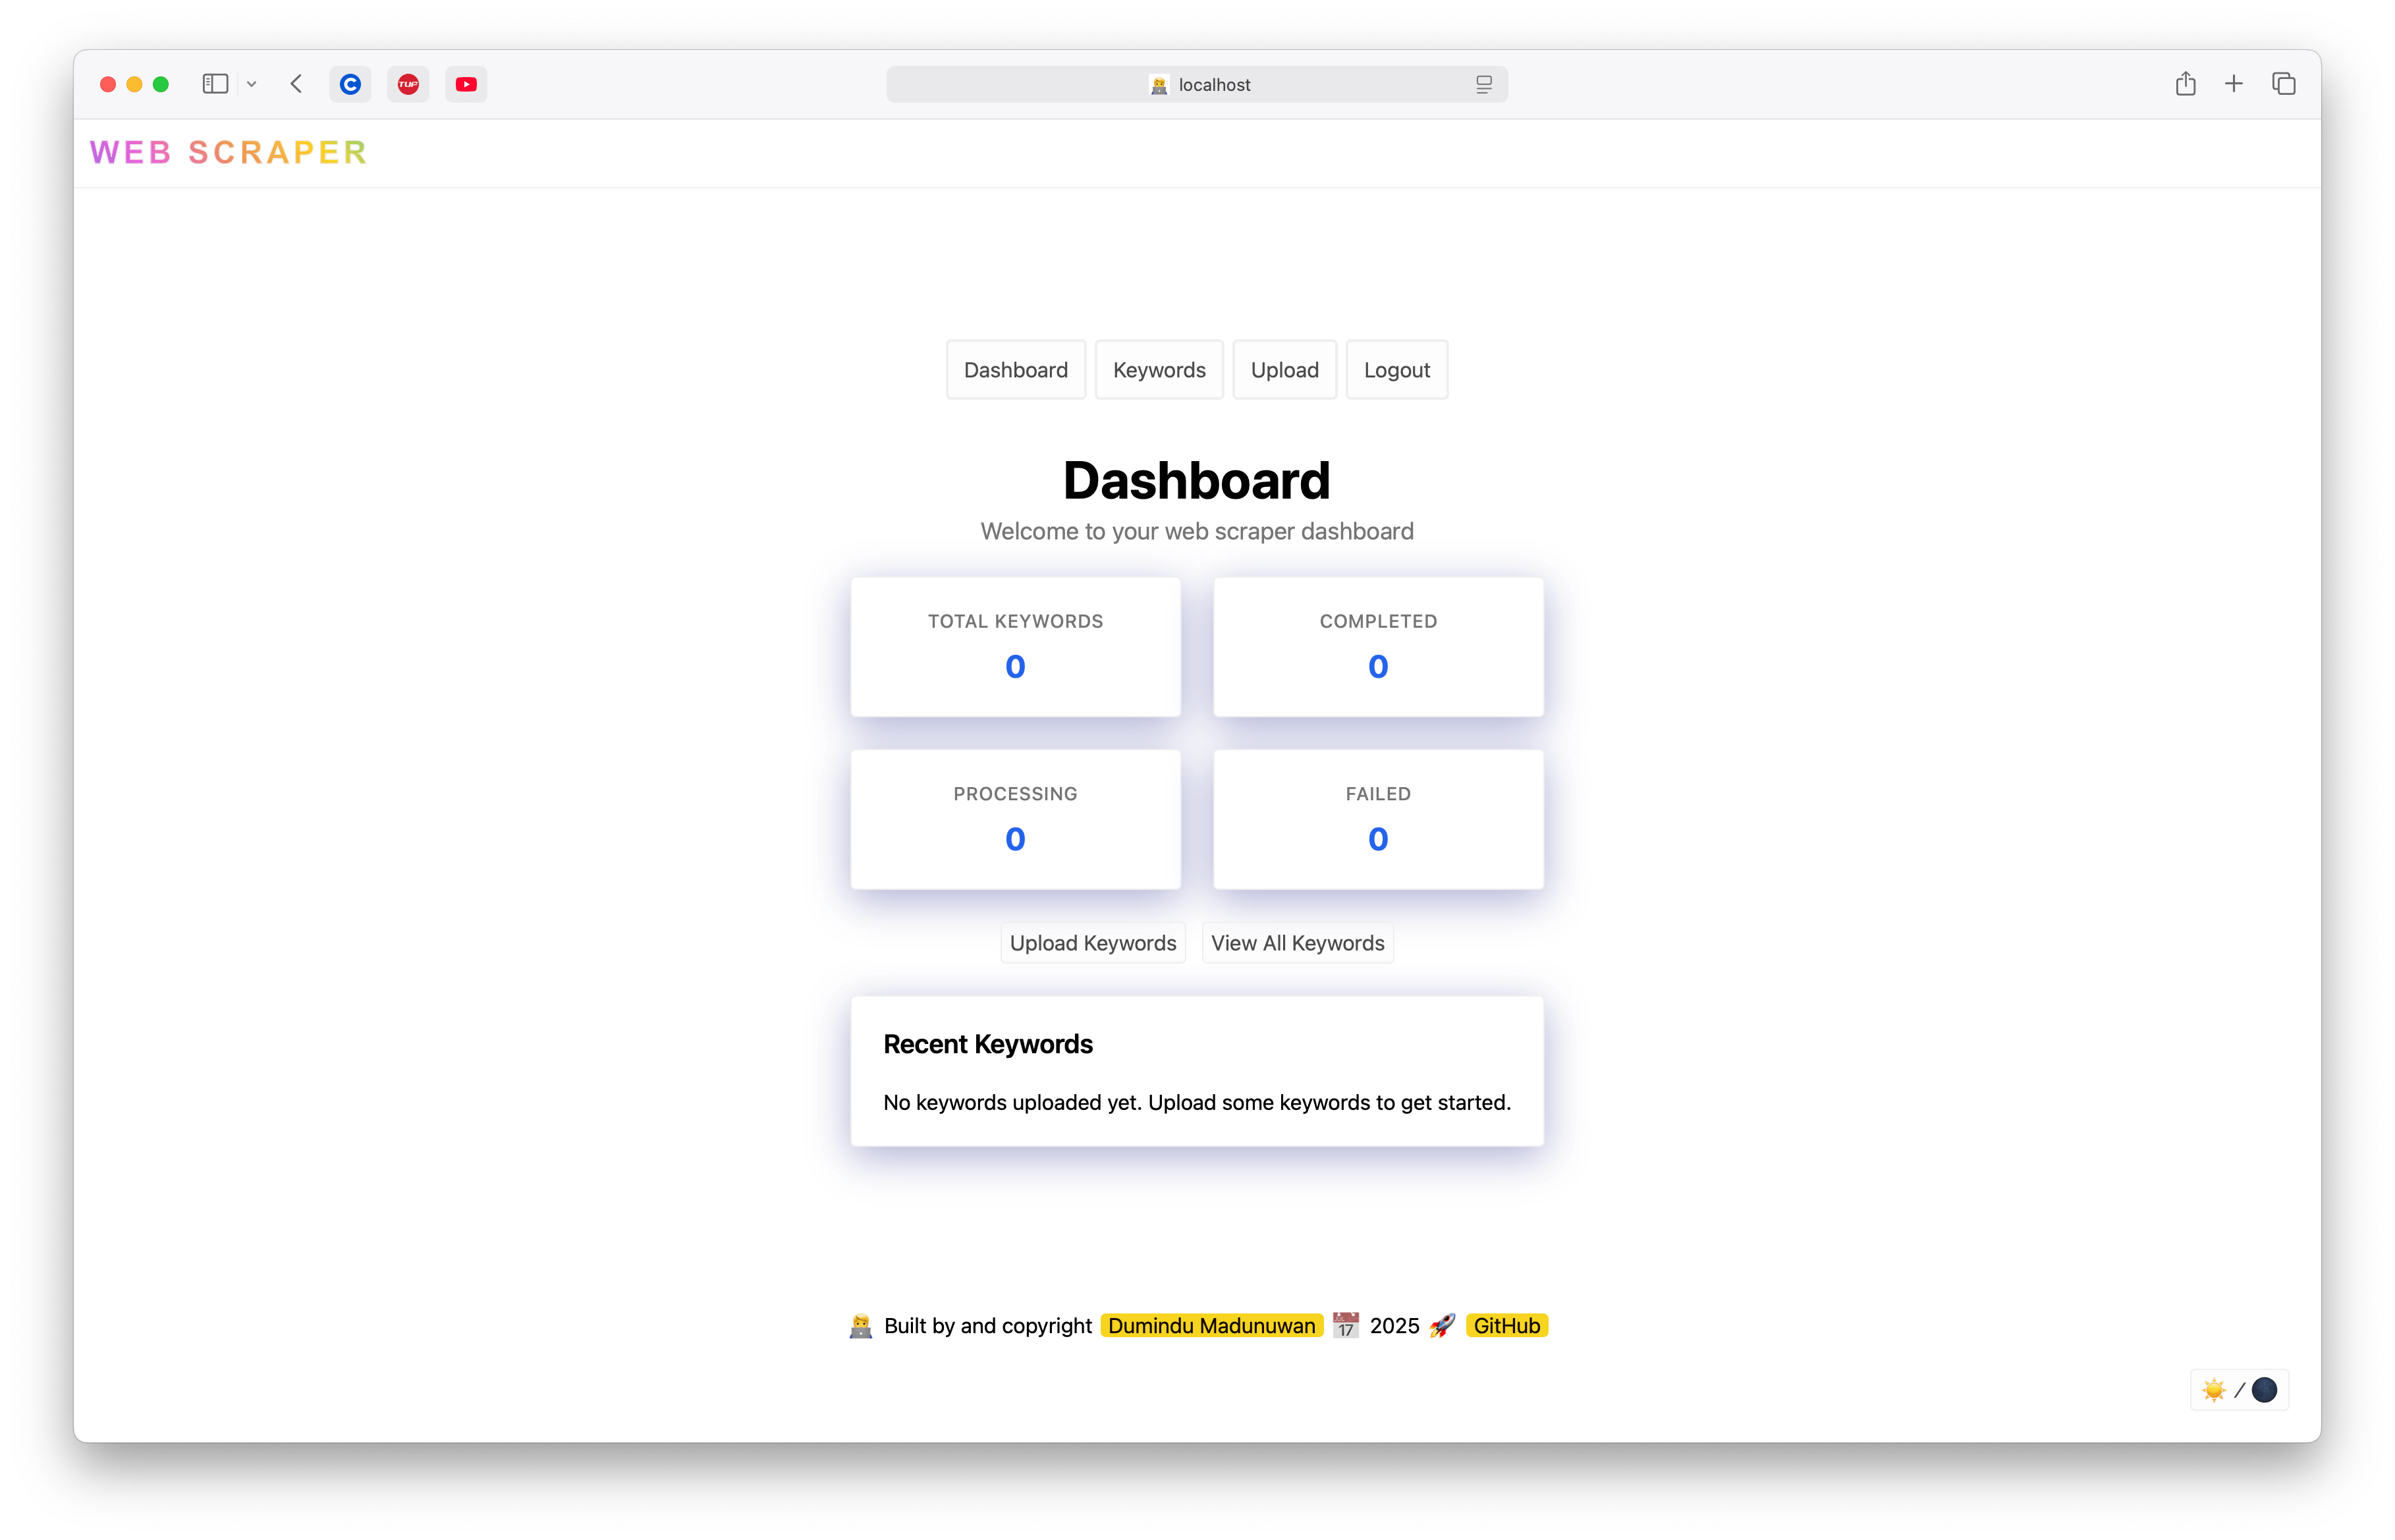 localhost
WEB SCRAPER
Dashboard Keywords Upload Logout
Dashboard
Welcome to your web scraper dashboard
TOTAL KEYWORDS COMPLETED
0 0
PROCESSING FAILED
0 0
Upload Keywords View All Keywords
Recent Keywords
No keywords uploaded yet. Upload some keywords to get started.
👨‍💻 Built by and copyright Dumindu Madunuwan 📅 2025 🚀 GitHub
☀️ / 🌑